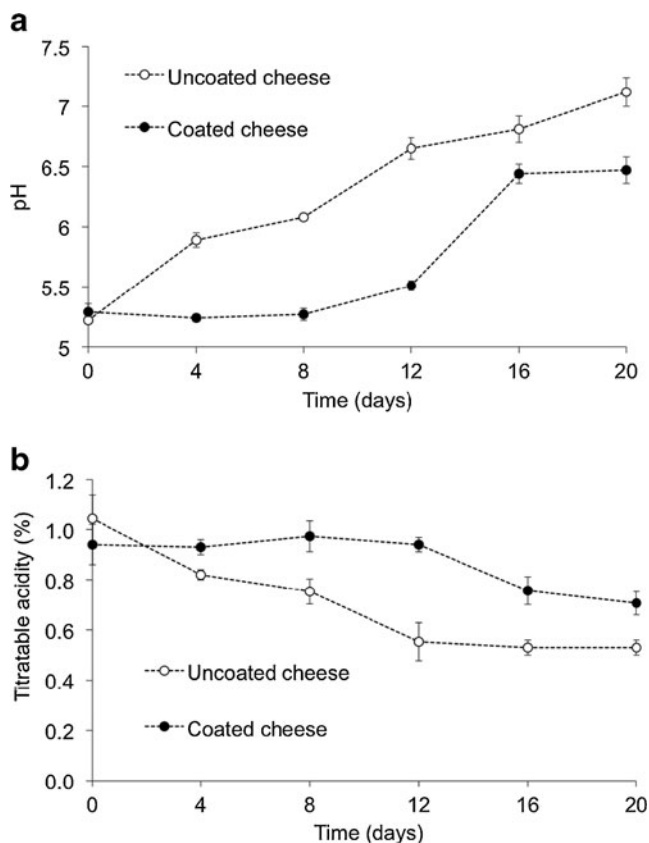 a
7.5
7
6.5
6
5.5
5
pH
Uncoated cheese
Coated cheese
0 4 8 12 16 20
Time (days)
b
1.2
1.0
0.8
0.6
0.4
0.2
0.0
Titratable acidity (%)
Uncoated cheese
Coated cheese
0 4 8 12 16 20
Time (days)